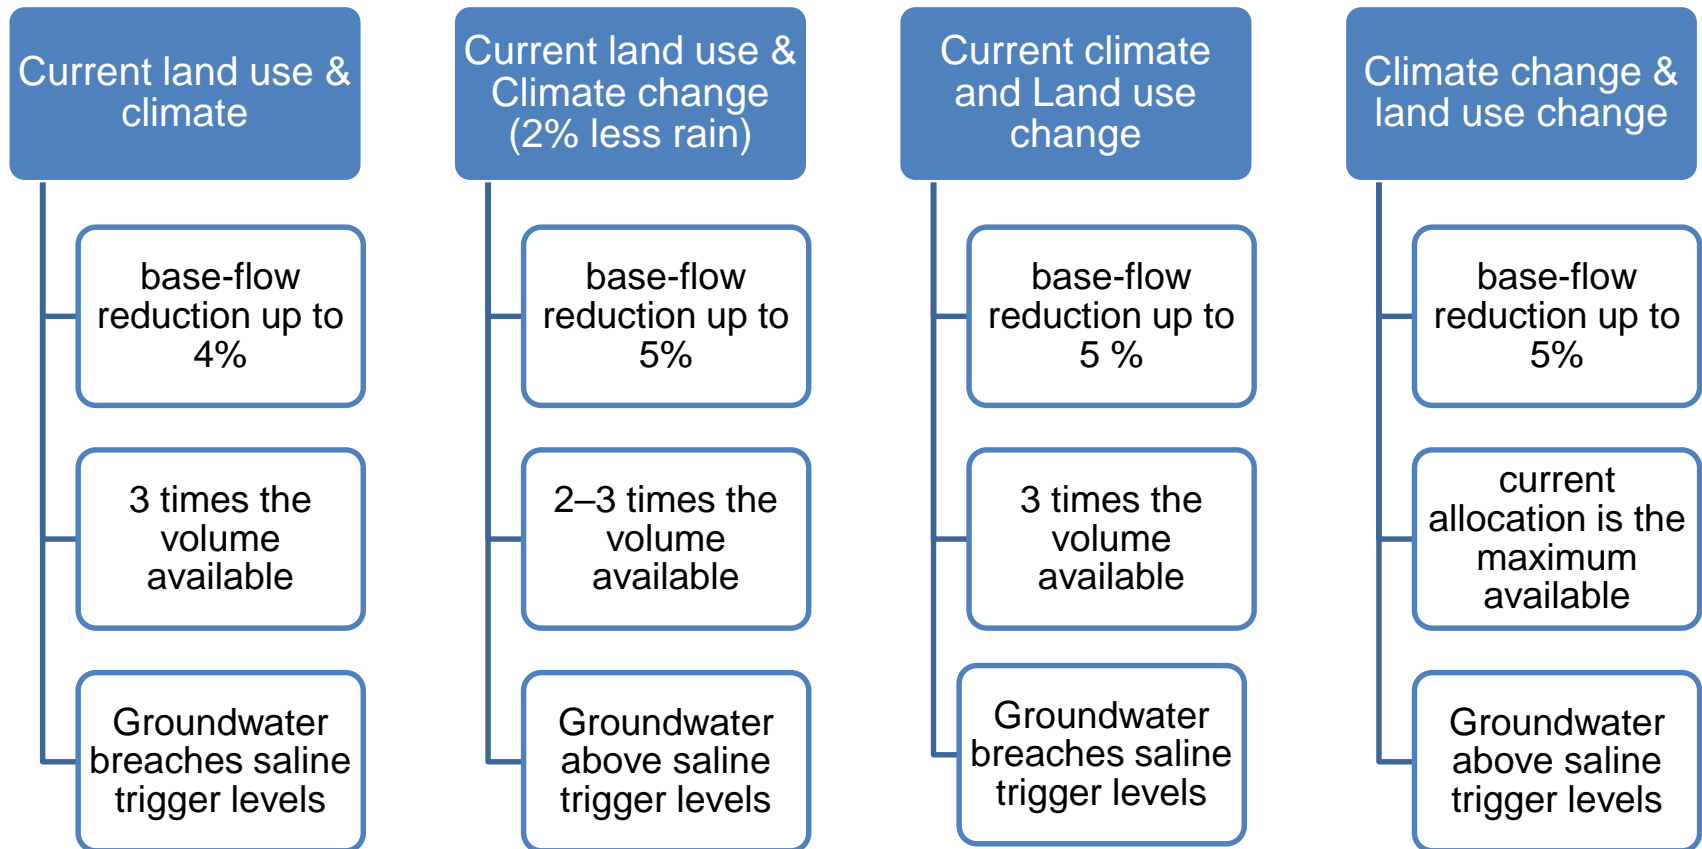 Current land use &
climate
base-flow
reduction up to
4%
3 times the
volume
available
Groundwater
breaches saline
trigger levels
Current land use &
Climate change
(2% less rain)
base-flow
reduction up to
5%
2–3 times the
volume
available
Groundwater
above saline
trigger levels
Current climate
and Land use
change
base-flow
reduction up to
5 %
3 times the
volume
available
Groundwater
breaches saline
trigger levels
Climate change &
land use change
base-flow
reduction up to
5%
current
allocation is the
maximum
available
Groundwater
above saline
trigger levels